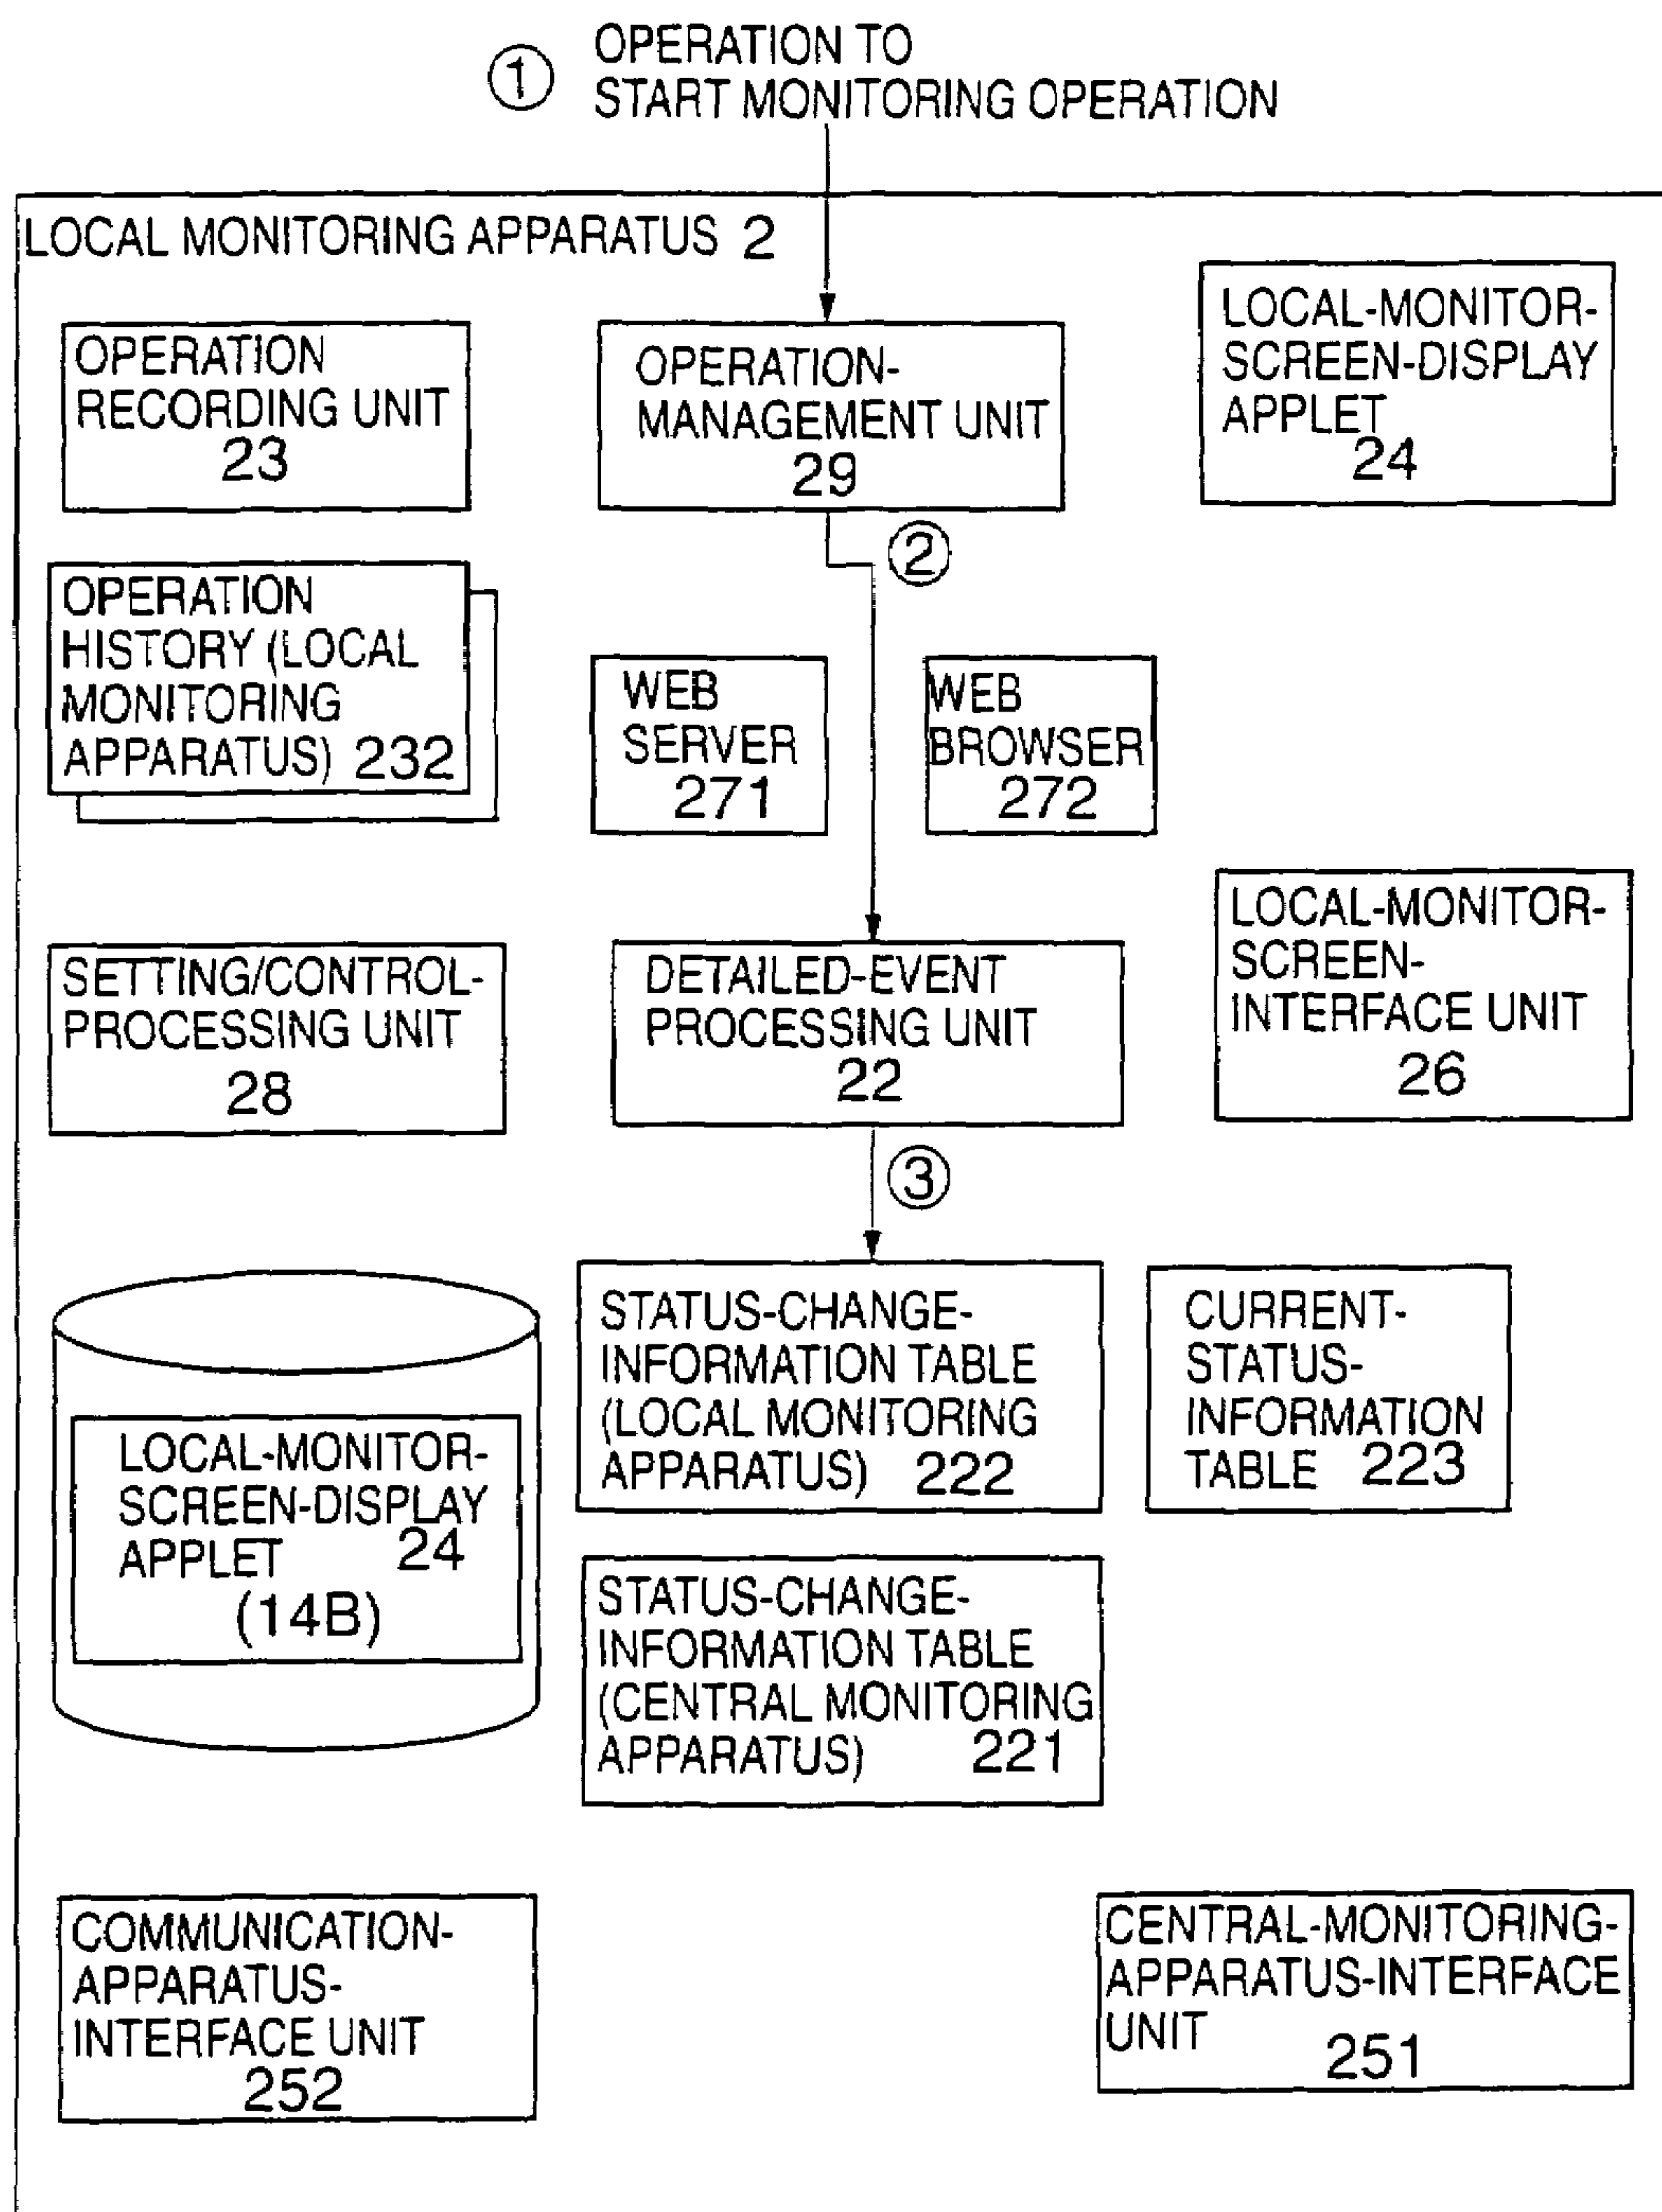 ① OPERATION TO
START MONITORING OPERATION
LOCAL MONITORING APPARATUS 2
OPERATION
RECORDING UNIT
23
OPERATION-
MANAGEMENT UNIT
29
LOCAL-MONITOR-
SCREEN-DISPLAY
APPLET
24
②
OPERATION
HISTORY (LOCAL
MONITORING
APPARATUS) 232
WEB
SERVER
271
WEB
BROWSER
272
SETTING/CONTROL-
PROCESSING UNIT
28
DETAILED-EVENT
PROCESSING UNIT
22
LOCAL-MONITOR-
SCREEN-
INTERFACE UNIT
26
③
LOCAL-MONITOR-
SCREEN-DISPLAY
APPLET 24
(14B)
STATUS-CHANGE-
INFORMATION TABLE
(LOCAL MONITORING
APPARATUS) 222
CURRENT-
STATUS-
INFORMATION
TABLE 223
STATUS-CHANGE-
INFORMATION TABLE
(CENTRAL MONITORING
APPARATUS) 221
COMMUNICATION-
APPARATUS-
INTERFACE UNIT
252
CENTRAL-MONITORING-
APPARATUS-INTERFACE
UNIT 251